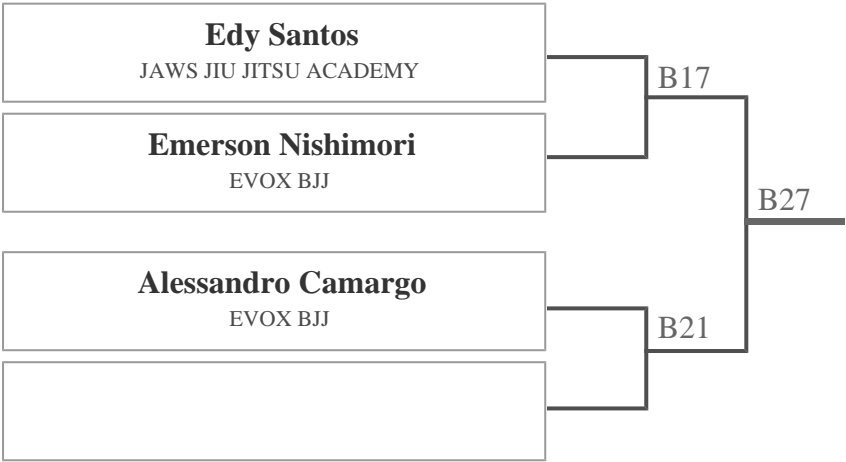 Edy Santos
JAWS JIU JITSU ACADEMY
B17
Emerson Nishimori
EVOX BJJ
B27
Alessandro Camargo
EVOX BJJ
B21